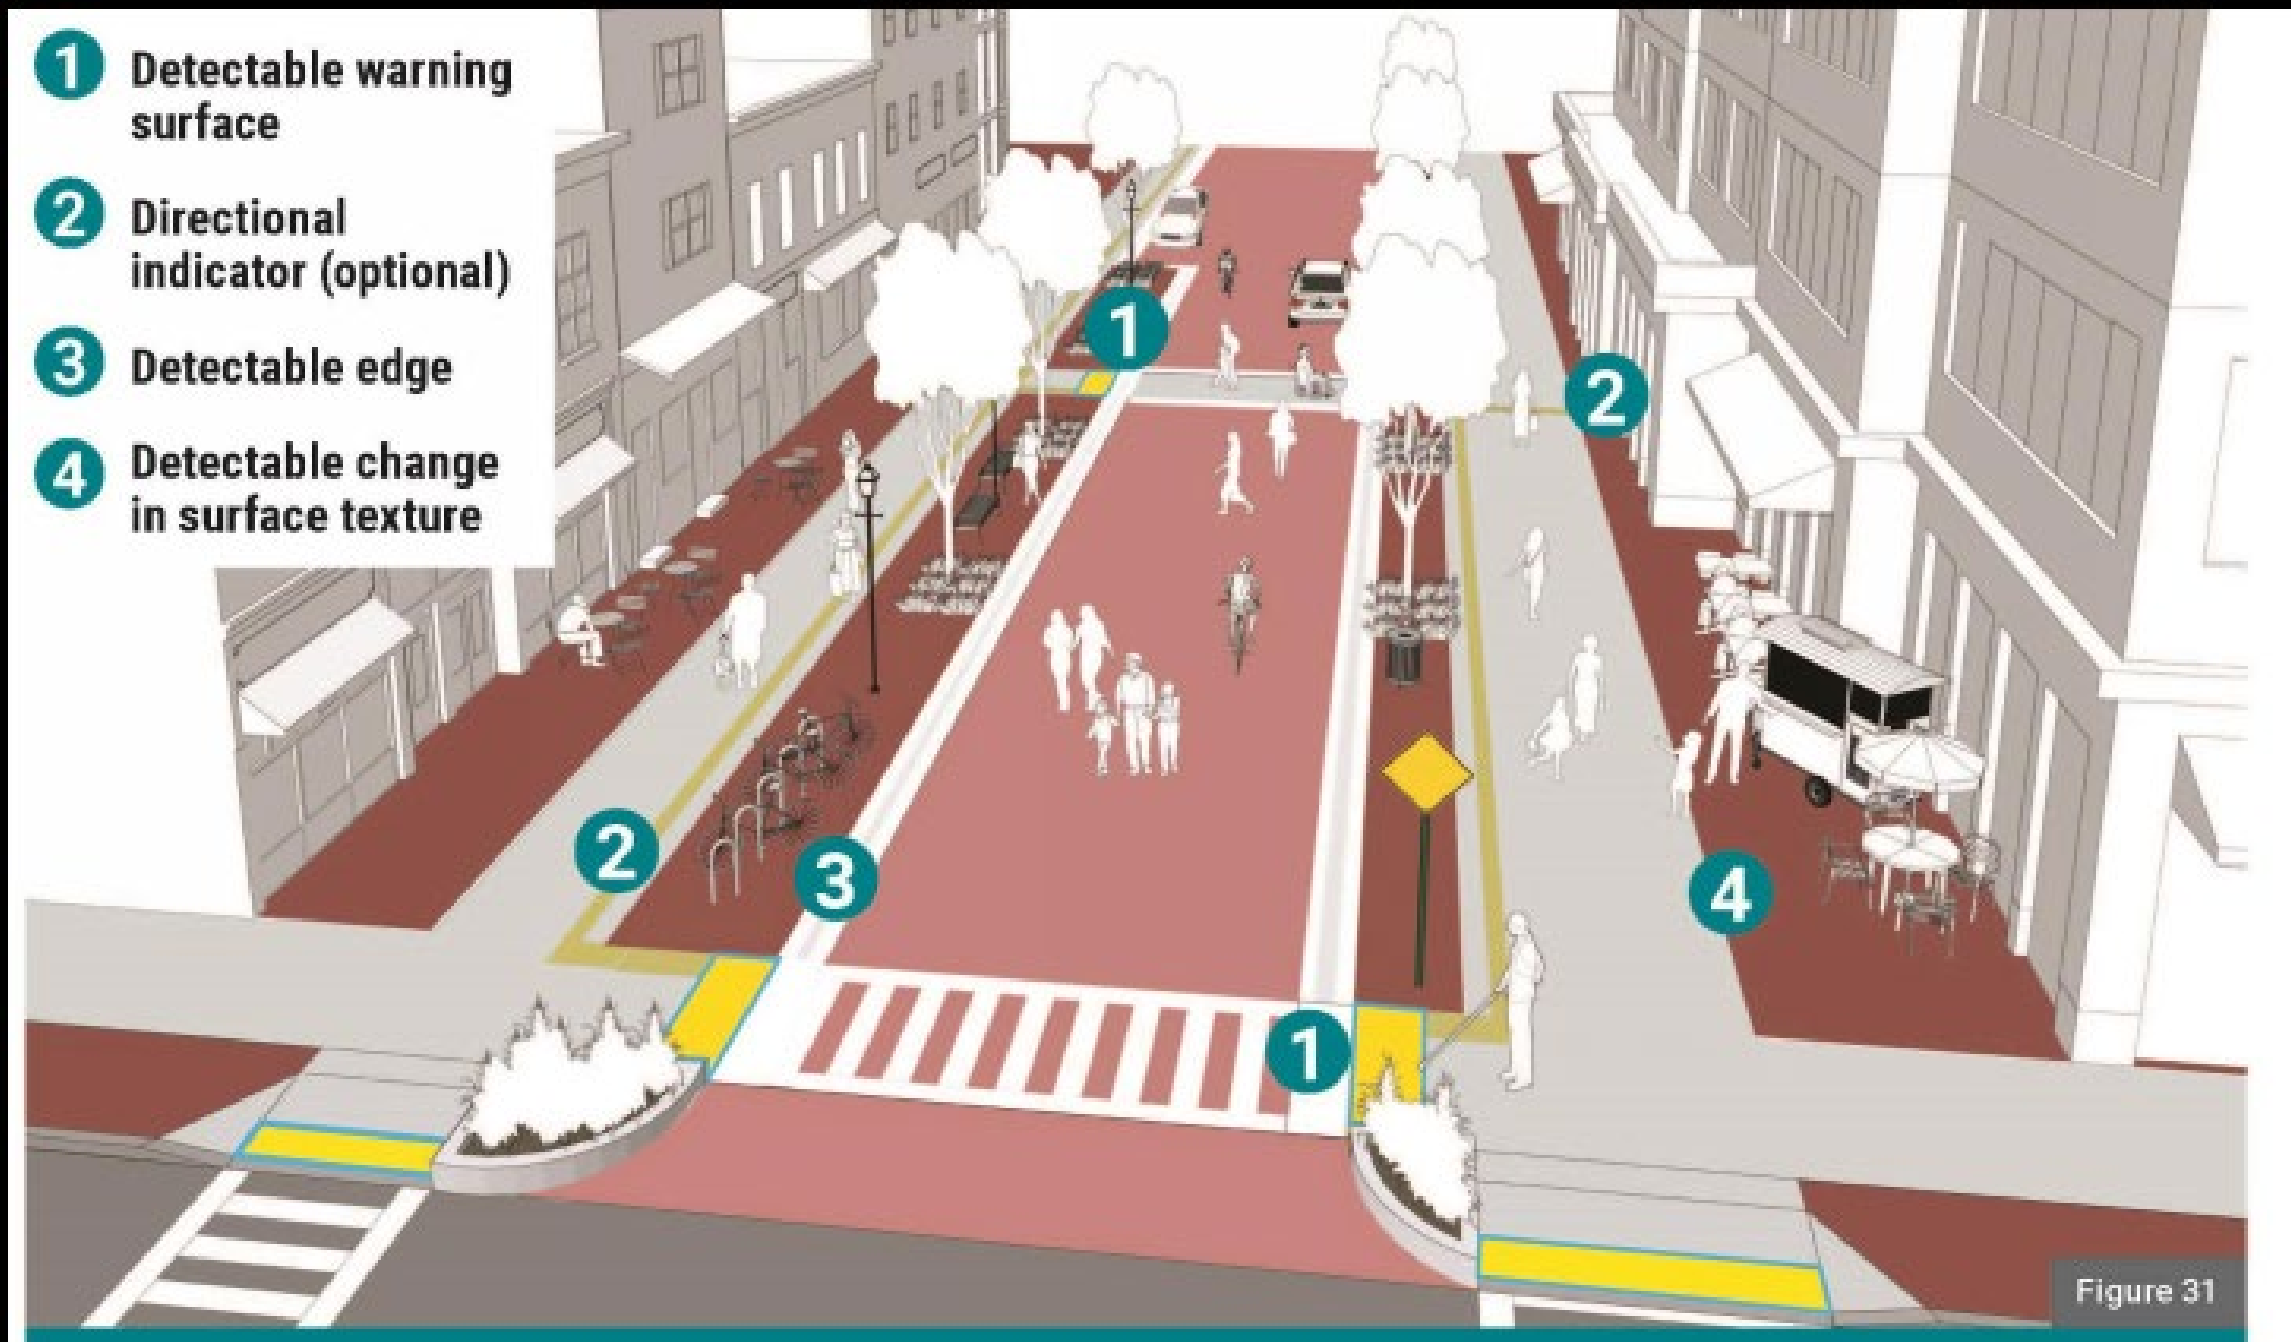 1 Detectable warning
surface
2 Directional
indicator (optional)
3 Detectable edge
4 Detectable change
in surface texture
1
2
2
3
4
1
Figure 31